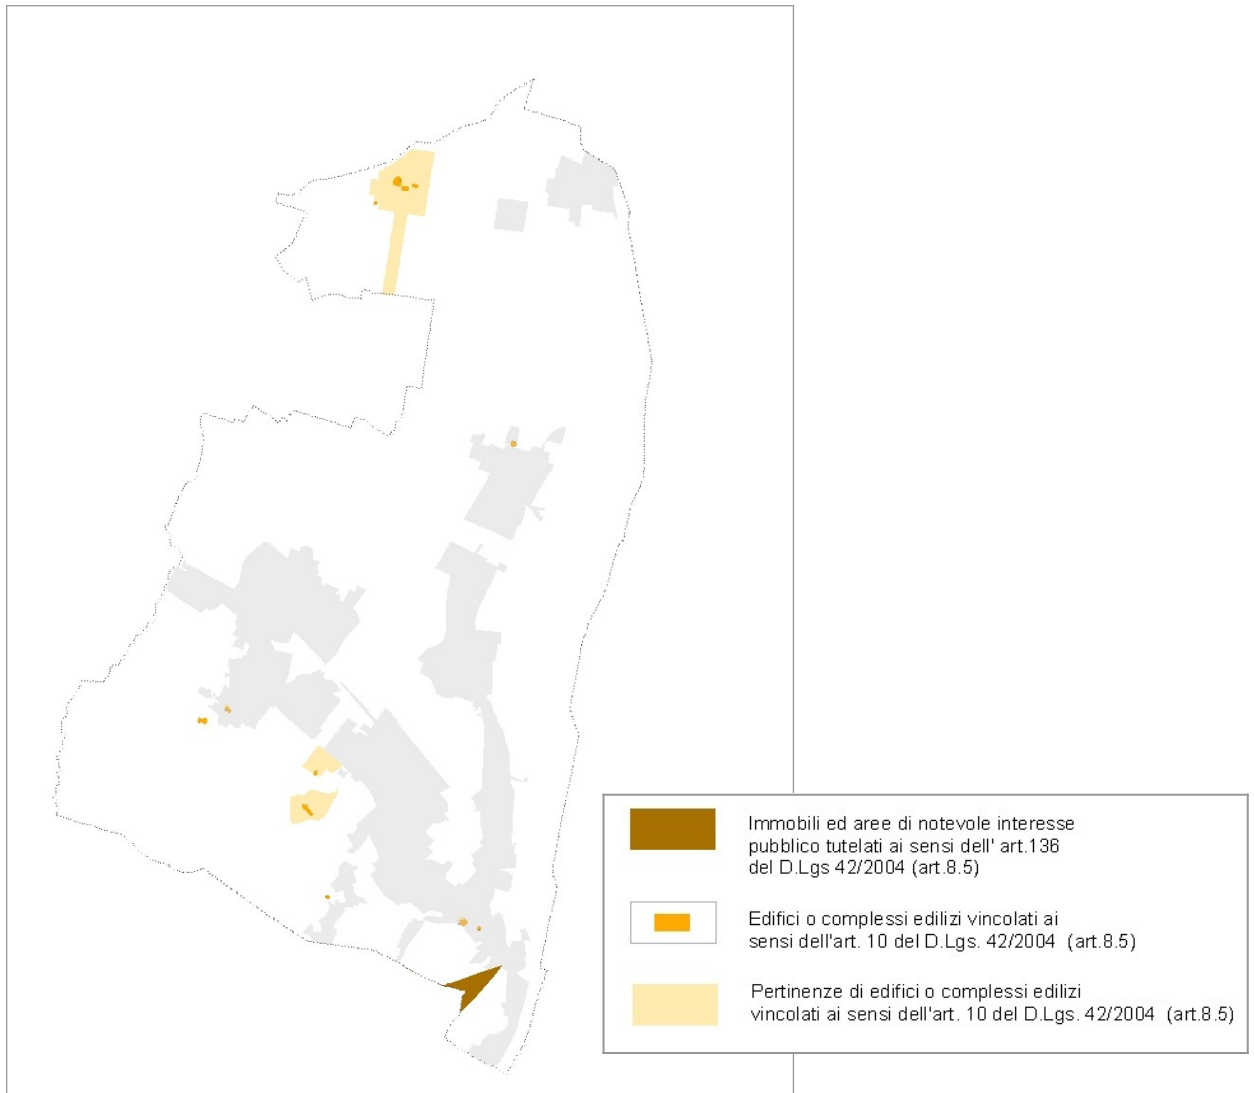 Immobili ed aree di notevole interesse
pubblico tutelati ai sensi dell' art.136
del D.Lgs 42/2004 (art.8.5)
Edifici o complessi edilizi vincolati ai
sensi dell'art. 10 del D.Lgs. 42/2004 (art.8.5)
Pertinenze di edifici o complessi edilizi
vincolati ai sensi dell'art. 10 del D.Lgs. 42/2004 (art.8.5)